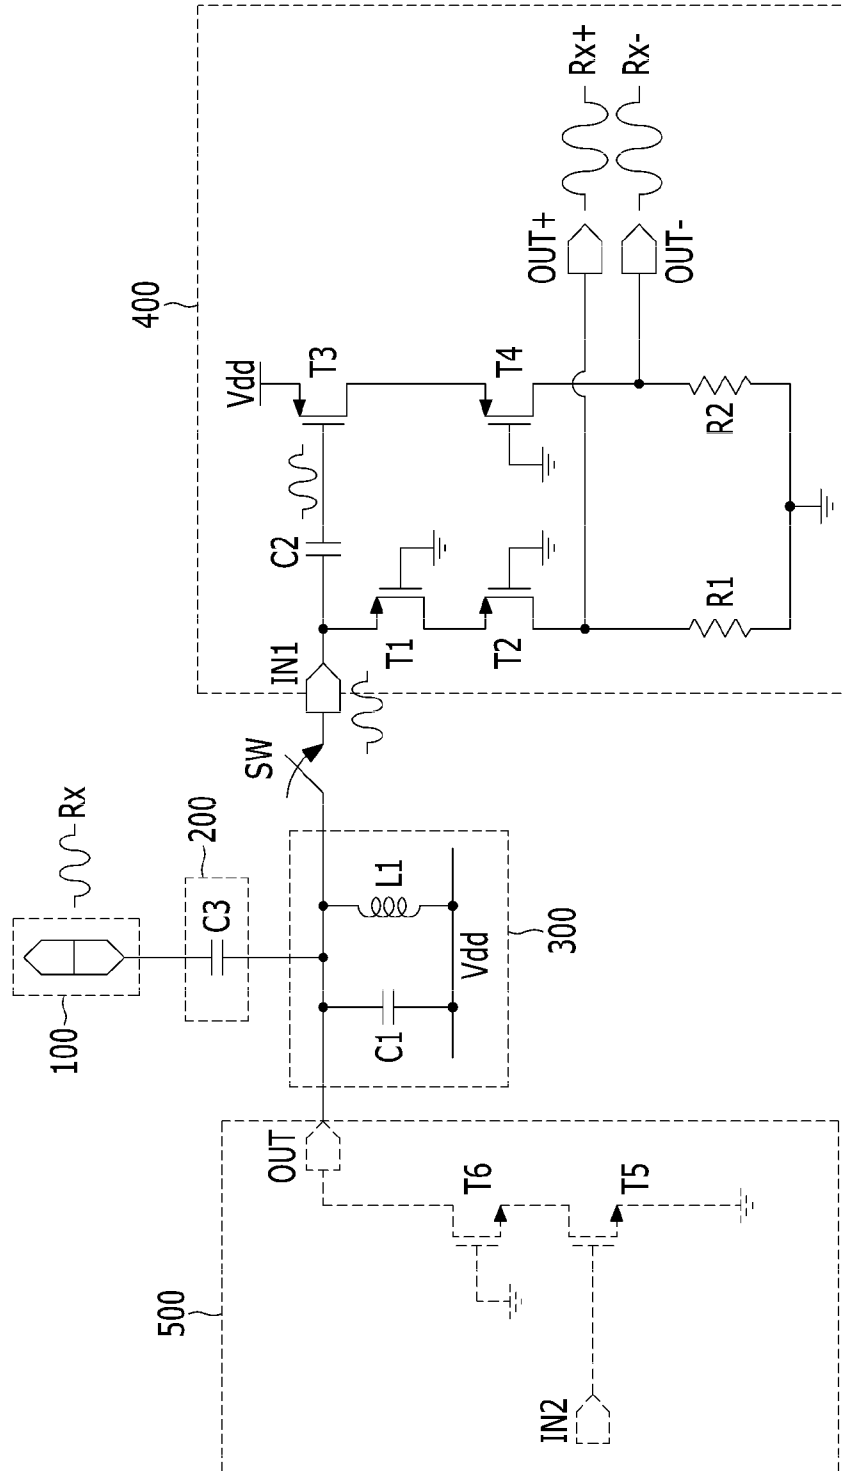 400
Vdd
T3
T4
C2
T1
T2
IN1
OUT+
OUT-
Rx+
Rx-
R1
R2
SW
Rx
100
200
C3
300
L1
C1
Vdd
500
OUT
T6
T5
IN2